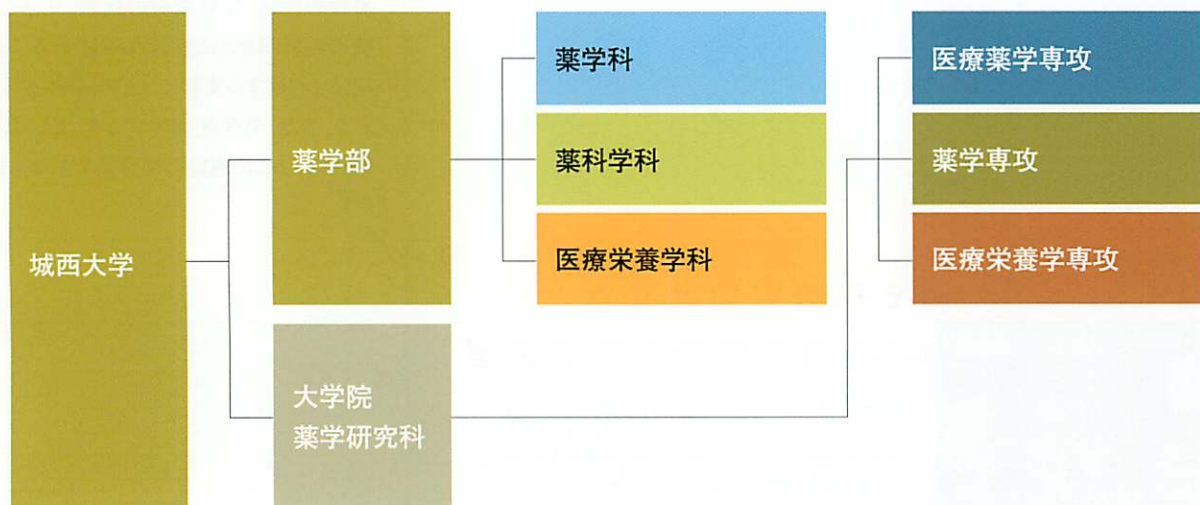 城西大学
薬学部
薬学科
薬科学科
医療栄養学科
大学院
薬学研究科
医療薬学専攻
薬学専攻
医療栄養学専攻